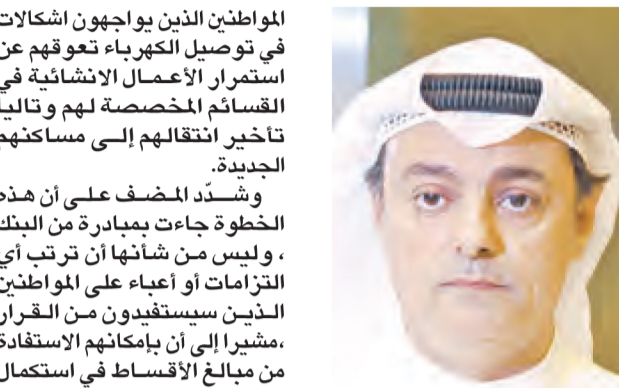 المواطنين الذين يواجهون اشكالات
في توصيل الكهرباء تعوقهم عن
استمرار الأعمال الانشائية في
القسائم المخصصة لهم وتاليا
تأخير انتقالهم إلى مساكنهم
الجديدة.
وشدّد المضف على أن هذه
الخطوة جاءت بمبادرة من البنك
، وليس من شأنها أن ترتب أي
التزامات أو أعباء على المواطنين
الذين سيستفيدون من القرار
،مشيرا إلى أن بإمكانهم الاستفادة
من مبالغ الأقساط في استكمال